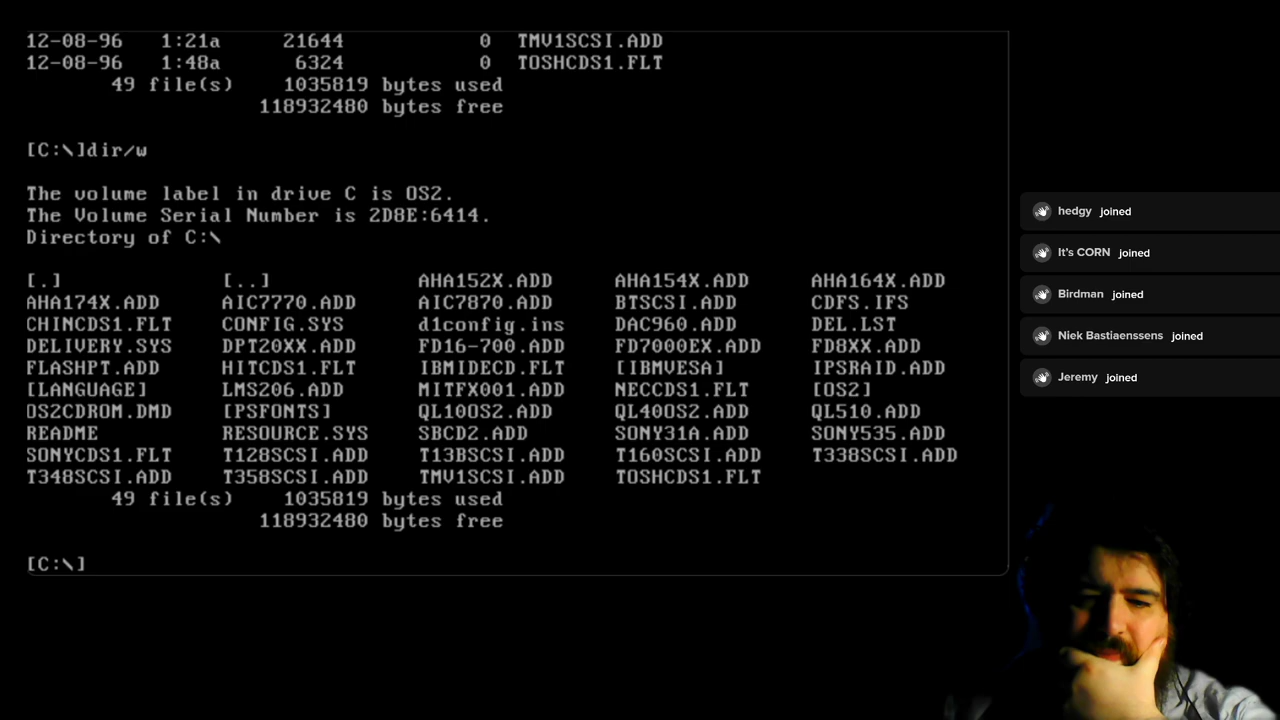 12-08-96 1:21a 21644 0 TMV1SCSI.ADD
12-08-96 1:48a 6324 0 TOSHCDS1.FLT
49 file(s) 1035819 bytes used
118932480 bytes free
[C:\]dir/w
The volume label in drive C is OS2.
The Volume Serial Number is 2D8E:6414.
Directory of C:\
[.] [..] AHA152X.ADD AHA154X.ADD AHA164X.ADD
AHA174X.ADD AIC7770.ADD AIC7870.ADD BTSCSI.ADD CDFS.IFS
CHINCDS1.FLT CONFIG.SYS d1config.ins DAC960.ADD DEL.LST
DELIVERY.SYS DPT20XX.ADD FD16-700.ADD FD7000EX.ADD FD8XX.ADD
FLASHPT.ADD HITCDS1.FLT IBMIDECD.FLT [IBMVESA] IPSRAID.ADD
[LANGUAGE] LMS206.ADD MITFX001.ADD NECCDS1.FLT [OS2]
OS2CDROM.DMD [PSFONTS] QL10OS2.ADD QL40OS2.ADD QL510.ADD
README RESOURCE.SYS SBCD2.ADD SONY31A.ADD SONY535.ADD
SONYCDS1.FLT T128SCSI.ADD T13BSCSI.ADD T160SCSI.ADD T338SCSI.ADD
T348SCSI.ADD T358SCSI.ADD TMV1SCSI.ADD TOSHCDS1.FLT
49 file(s) 1035819 bytes used
118932480 bytes free
[C:\]
hedgy joined
It's CORN joined
Birdman joined
Niek Bastiaenssens joined
Jeremy joined